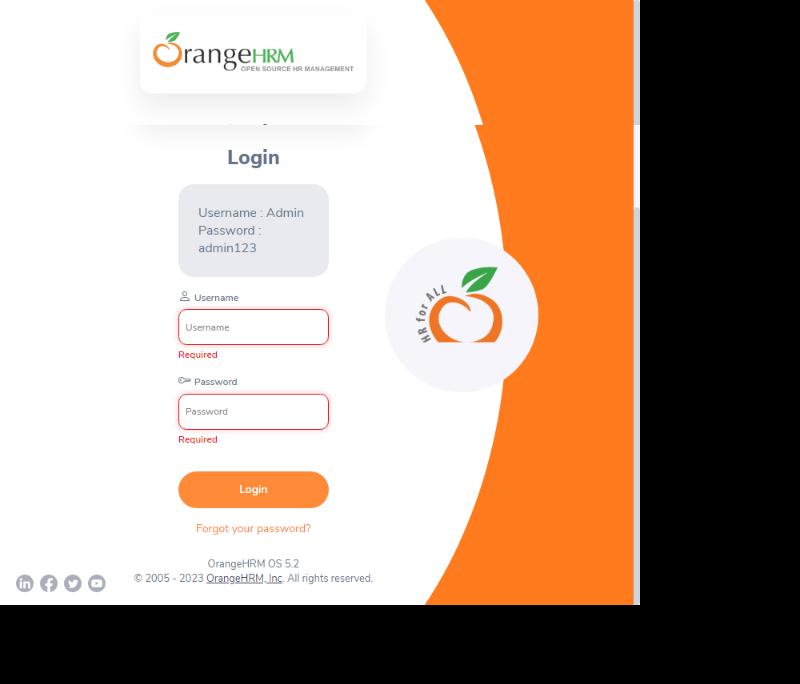 OrangeHRM
OPEN SOURCE HR MANAGEMENT
Login
Username : Admin
Password :
admin123
Username
Username
Required
Password
Password
Required
Login
Forgot your password?
OrangeHRM OS 5.2
© 2005 - 2023 OrangeHRM, Inc. All rights reserved.
HR for ALL